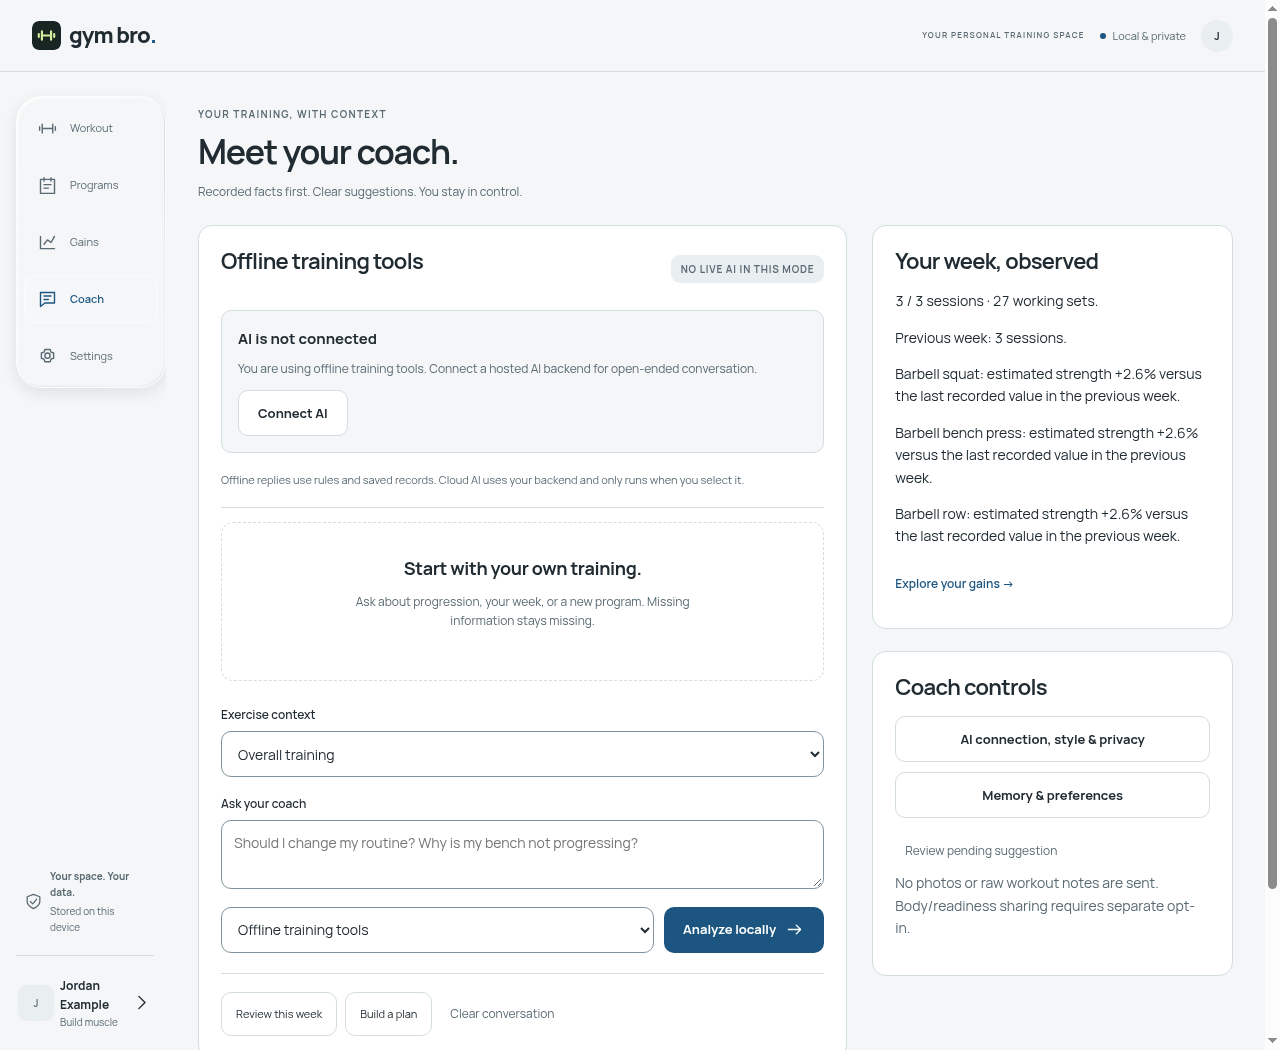 gym bro.
YOUR PERSONAL TRAINING SPACE
Local & private
J
Workout
Programs
Gains
Coach
Settings
YOUR TRAINING, WITH CONTEXT
Meet your coach.
Recorded facts first. Clear suggestions. You stay in control.
Offline training tools
NO LIVE AI IN THIS MODE
AI is not connected
You are using offline training tools. Connect a hosted AI backend for open-ended conversation.
Connect AI
Offline replies use rules and saved records. Cloud AI uses your backend and only runs when you select it.
Start with your own training.
Ask about progression, your week, or a new program. Missing
information stays missing.
Exercise context
Overall training
Ask your coach
Should I change my routine? Why is my bench not progressing?
Offline training tools
Analyze locally →
Review this week
Build a plan
Clear conversation
Your week, observed
3 / 3 sessions · 27 working sets.
Previous week: 3 sessions.
Barbell squat: estimated strength +2.6% versus
the last recorded value in the previous week.
Barbell bench press: estimated strength +2.6%
versus the last recorded value in the previous
week.
Barbell row: estimated strength +2.6% versus
the last recorded value in the previous week.
Explore your gains →
Coach controls
AI connection, style & privacy
Memory & preferences
Review pending suggestion
No photos or raw workout notes are sent.
Body/readiness sharing requires separate opt-
in.
Your space. Your
data.
Stored on this
device
J
Jordan
Example
Build muscle